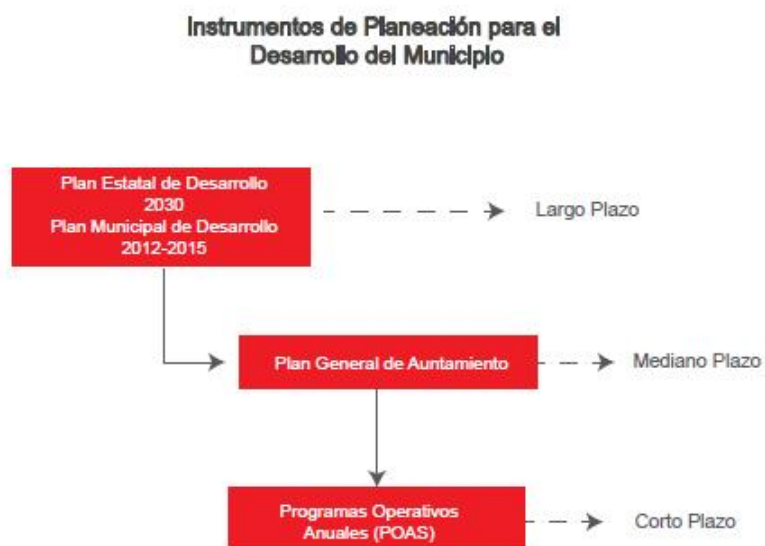 Instrumentos de Planeación para el
Desarrollo del Municipio
Plan Estatal de Desarrollo
2030
Plan Municipal de Desarrollo
2012-2015
Largo Plazo
Plan General de Auntamiento
Mediano Plazo
Programas Operativos
Anuales (POAS)
Corto Plazo